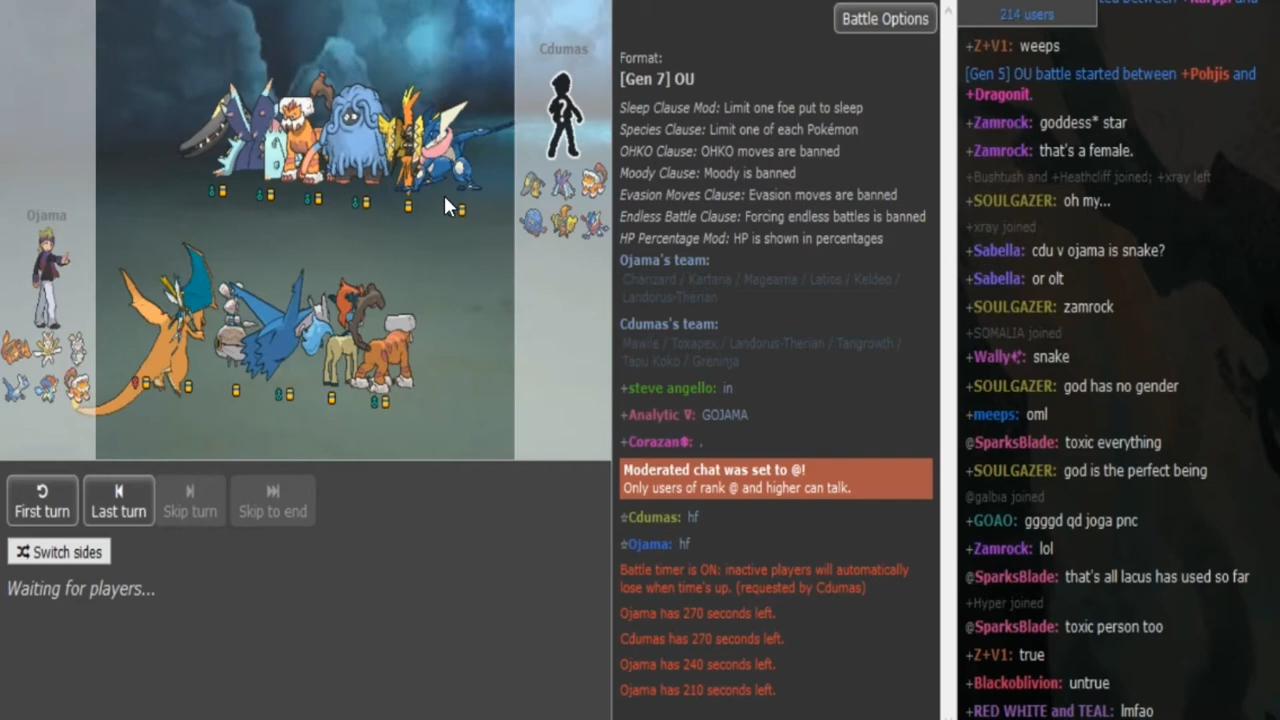 Ojama
Cdumas
First turn
Last turn
Skip turn
Skip to end
Switch sides
Waiting for players...
Battle Options
Format:
[Gen 7] OU
Sleep Clause Mod: Limit one foe put to sleep
Species Clause: Limit one of each Pokémon
OHKO Clause: OHKO moves are banned
Moody Clause: Moody is banned
Evasion Moves Clause: Evasion moves are banned
Endless Battle Clause: Forcing endless battles is banned
HP Percentage Mod: HP is shown in percentages
Ojama's team:
Charizard / Kartana / Magearna / Latios / Keldeo /
Landorus-Therian
Cdumas's team:
Mawile / Toxapex / Landorus-Therian / Tangrowth /
Tapu Koko / Greninja
+steve angello: in
+Analytic ∇: GOJAMA
+Corazan: .
Moderated chat was set to @!
Only users of rank @ and higher can talk.
☆Cdumas: hf
☆Ojama: hf
Battle timer is ON: inactive players will automatically
lose when time's up. (requested by Cdumas)
Ojama has 270 seconds left.
Cdumas has 270 seconds left.
Ojama has 240 seconds left.
Ojama has 210 seconds left.
214 users
+Z+V1: weeps
[Gen 5] OU battle started between +Pohjis and
+Dragonit.
+Zamrock: goddess* star
+Zamrock: that's a female.
+Bushtush and +Heathcliff joined; +xray left
+SOULGAZER: oh my...
+xray joined
+Sabella: cdu v ojama is snake?
+Sabella: or olt
+SOULGAZER: zamrock
+SOMALIA joined
+Wally: snake
+SOULGAZER: god has no gender
+meeps: oml
@SparksBlade: toxic everything
+SOULGAZER: god is the perfect being
@galbia joined
+GOAO: ggggd qd joga pnc
+Zamrock: lol
@SparksBlade: that's all lacus has used so far
+Hyper joined
@SparksBlade: toxic person too
+Z+V1: true
+Blackoblivion: untrue
+RED WHITE and TEAL: lmfao